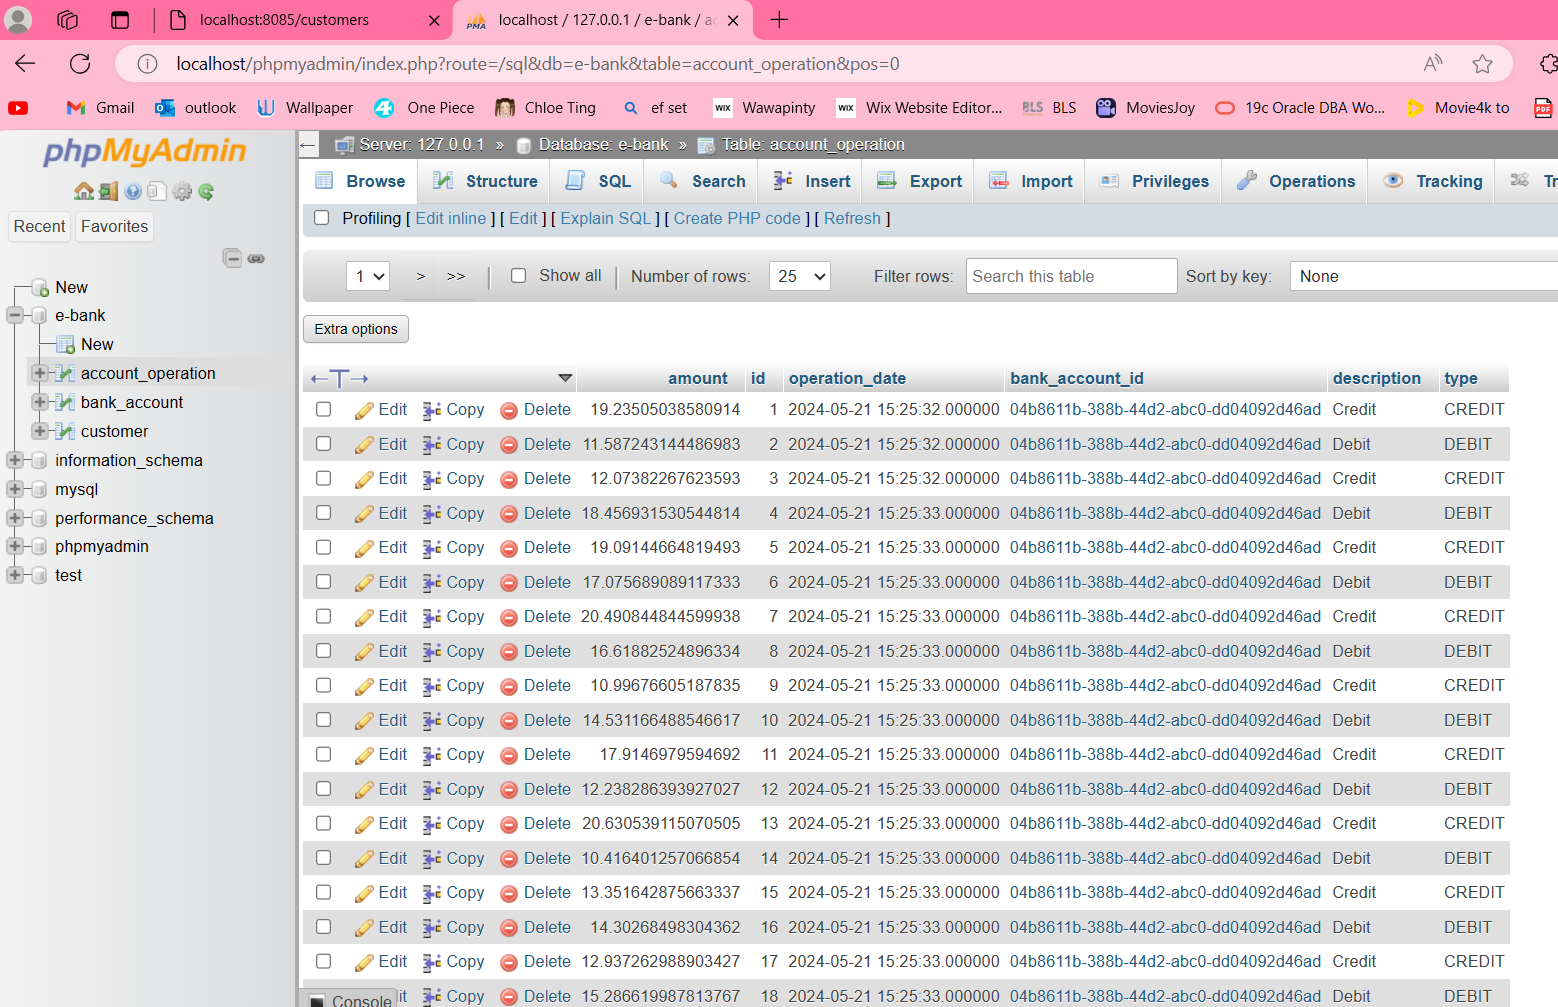 localhost:8085/customers
PMA localhost / 127.0.0.1 / e-bank / ac
localhost/phpmyadmin/index.php?route=/sql&db=e-bank&table=account_operation&pos=0
Gmail outlook Wallpaper One Piece Chloe Ting ef set WIX Wawapinty WIX Wix Website Editor... BLS BLS MoviesJoy 19c Oracle DBA Wo... Movie4k to PDF
phpMyAdmin
Recent Favorites
New
e-bank
New
account_operation
bank_account
customer
information_schema
mysql
performance_schema
phpmyadmin
test
Server: 127.0.0.1 » Database: e-bank » Table: account_operation
Browse Structure SQL Search Insert Export Import Privileges Operations Tracking Tr
Profiling [ Edit inline ] [ Edit ] [ Explain SQL ] [ Create PHP code ] [ Refresh ]
1 > >> | Show all | Number of rows: 25 Filter rows: Search this table Sort by key: None
Extra options
←T→ amount id operation_date bank_account_id description type
Edit Copy Delete 19.23505038580914 1 2024-05-21 15:25:32.000000 04b8611b-388b-44d2-abc0-dd04092d46ad Credit CREDIT
Edit Copy Delete 11.587243144486983 2 2024-05-21 15:25:32.000000 04b8611b-388b-44d2-abc0-dd04092d46ad Debit DEBIT
Edit Copy Delete 12.07382267623593 3 2024-05-21 15:25:32.000000 04b8611b-388b-44d2-abc0-dd04092d46ad Credit CREDIT
Edit Copy Delete 18.456931530544814 4 2024-05-21 15:25:33.000000 04b8611b-388b-44d2-abc0-dd04092d46ad Debit DEBIT
Edit Copy Delete 19.09144664819493 5 2024-05-21 15:25:33.000000 04b8611b-388b-44d2-abc0-dd04092d46ad Credit CREDIT
Edit Copy Delete 17.075689089117333 6 2024-05-21 15:25:33.000000 04b8611b-388b-44d2-abc0-dd04092d46ad Debit DEBIT
Edit Copy Delete 20.490844844599938 7 2024-05-21 15:25:33.000000 04b8611b-388b-44d2-abc0-dd04092d46ad Credit CREDIT
Edit Copy Delete 16.61882524896334 8 2024-05-21 15:25:33.000000 04b8611b-388b-44d2-abc0-dd04092d46ad Debit DEBIT
Edit Copy Delete 10.99676605187835 9 2024-05-21 15:25:33.000000 04b8611b-388b-44d2-abc0-dd04092d46ad Credit CREDIT
Edit Copy Delete 14.531166488546617 10 2024-05-21 15:25:33.000000 04b8611b-388b-44d2-abc0-dd04092d46ad Debit DEBIT
Edit Copy Delete 17.9146979594692 11 2024-05-21 15:25:33.000000 04b8611b-388b-44d2-abc0-dd04092d46ad Credit CREDIT
Edit Copy Delete 12.238286393927027 12 2024-05-21 15:25:33.000000 04b8611b-388b-44d2-abc0-dd04092d46ad Debit DEBIT
Edit Copy Delete 20.630539115070505 13 2024-05-21 15:25:33.000000 04b8611b-388b-44d2-abc0-dd04092d46ad Credit CREDIT
Edit Copy Delete 10.416401257066854 14 2024-05-21 15:25:33.000000 04b8611b-388b-44d2-abc0-dd04092d46ad Debit DEBIT
Edit Copy Delete 13.351642875663337 15 2024-05-21 15:25:33.000000 04b8611b-388b-44d2-abc0-dd04092d46ad Credit CREDIT
Edit Copy Delete 14.30268498304362 16 2024-05-21 15:25:33.000000 04b8611b-388b-44d2-abc0-dd04092d46ad Debit DEBIT
Edit Copy Delete 12.937262988903427 17 2024-05-21 15:25:33.000000 04b8611b-388b-44d2-abc0-dd04092d46ad Credit CREDIT
Console it Copy Delete 15.286619987813767 18 2024-05-21 15:25:33.000000 04b8611b-388b-44d2-abc0-dd04092d46ad Debit DEBIT